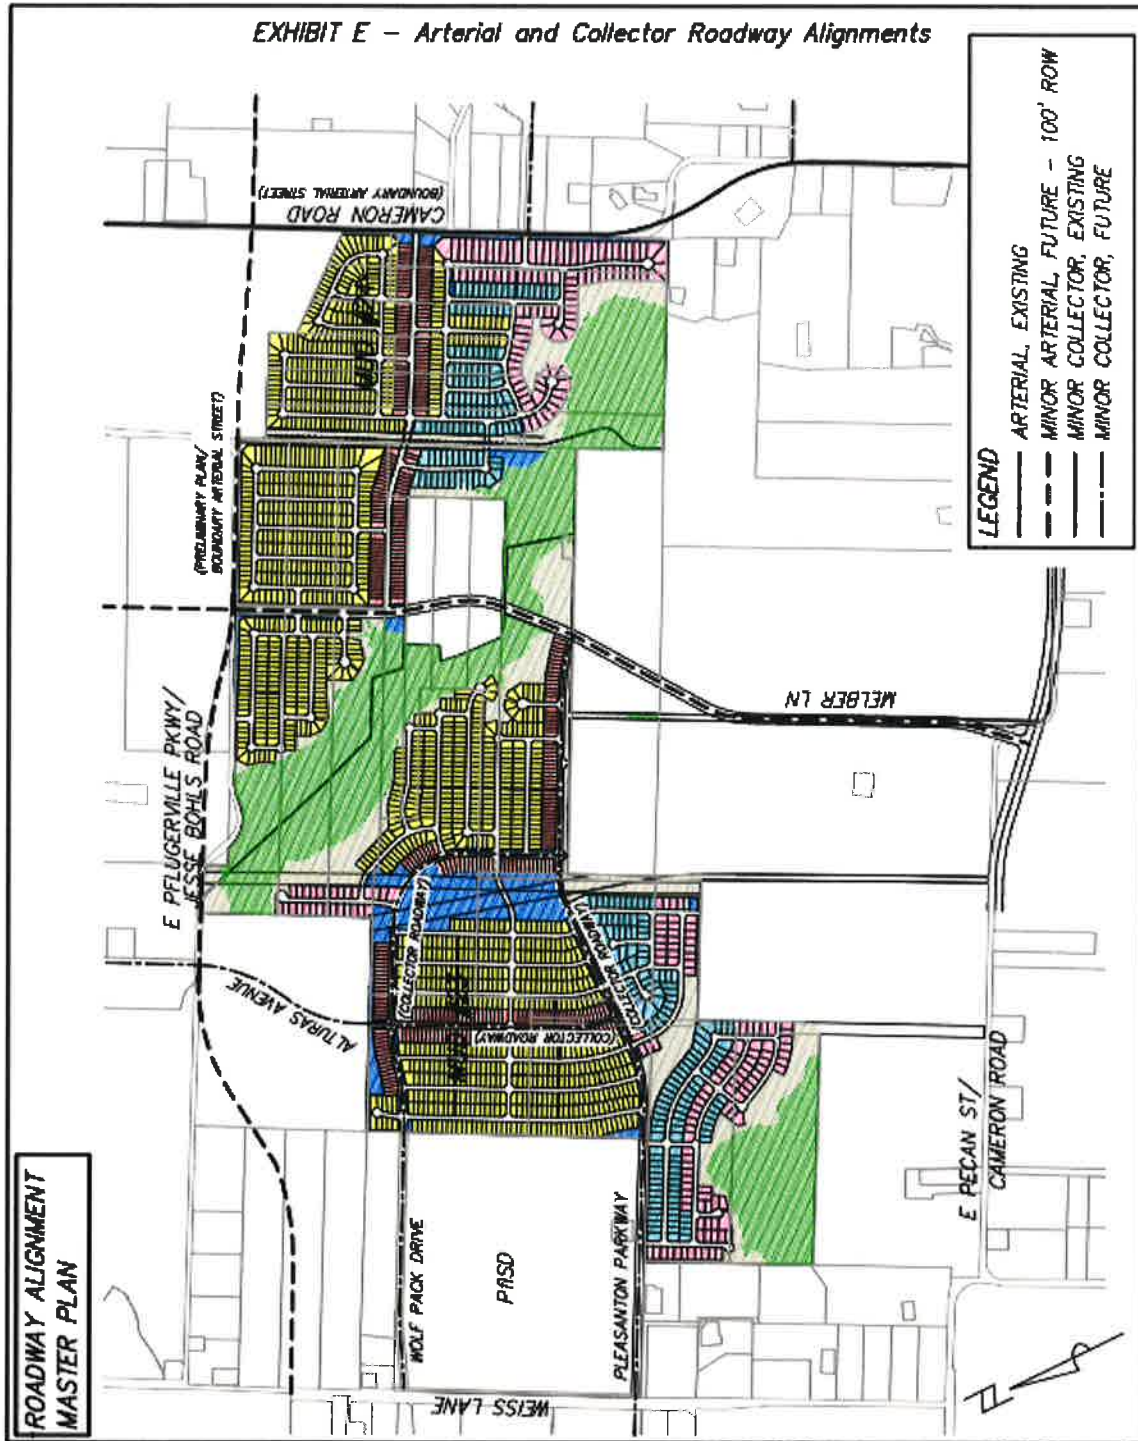 EXHIBIT E - Arterial and Collector Roadway Alignments
ROADWAY ALIGNMENT
MASTER PLAN
LEGEND
ARTERIAL, EXISTING
MINOR ARTERIAL, FUTURE - 100' ROW
MINOR COLLECTOR, EXISTING
MINOR COLLECTOR, FUTURE
CAMERON ROAD
(BOUNDARY ARTERIAL STREET)
(PRELIMINARY PLAN/
BOUNDARY ARTERIAL STREET)
E PFLUGERVILLE PKWY/
JESSE BOHLS ROAD
MELBER LN
ALTURAS AVENUE
(COLLECTOR ROADWAY)
(COLLECTOR ROADWAY)
(COLLECTOR ROADWAY)
WOLF PACK DRIVE
PFISD
PLEASANTON PARKWAY
WEISS LANE
E PECAN ST/
CAMERON ROAD